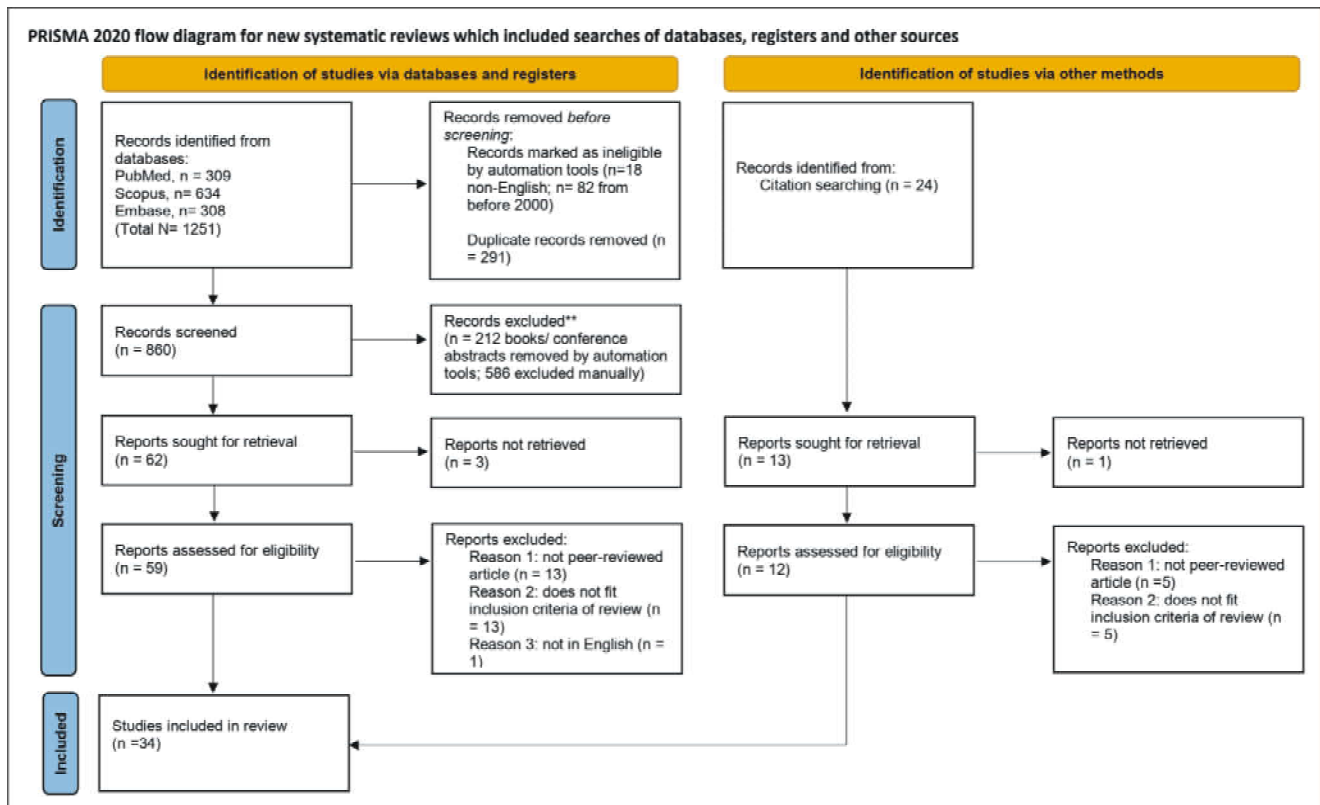 PRISMA 2020 flow diagram for new systematic reviews which included searches of databases, registers and other sources
Identification of studies via databases and registers
Identification of studies via other methods
Identification
Records identified from
databases:
PubMed, n = 309
Scopus, n= 634
Embase, n= 308
(Total N= 1251)
Records removed before
screening:
Records marked as ineligible
by automation tools (n=18
non-English; n= 82 from
before 2000)
Duplicate records removed (n
= 291)
Records identified from:
Citation searching (n = 24)
Screening
Records screened
(n = 860)
Records excluded**
(n = 212 books/ conference
abstracts removed by automation
tools; 586 excluded manually)
Reports sought for retrieval
(n = 62)
Reports not retrieved
(n = 3)
Reports sought for retrieval
(n = 13)
Reports not retrieved
(n = 1)
Reports assessed for eligibility
(n = 59)
Reports excluded:
Reason 1: not peer-reviewed
article (n = 13)
Reason 2: does not fit
inclusion criteria of review (n
= 13)
Reason 3: not in English (n =
1)
Reports assessed for eligibility
(n = 12)
Reports excluded:
Reason 1: not peer-reviewed
article (n =5)
Reason 2: does not fit
inclusion criteria of review (n
= 5)
Included
Studies included in review
(n =34)